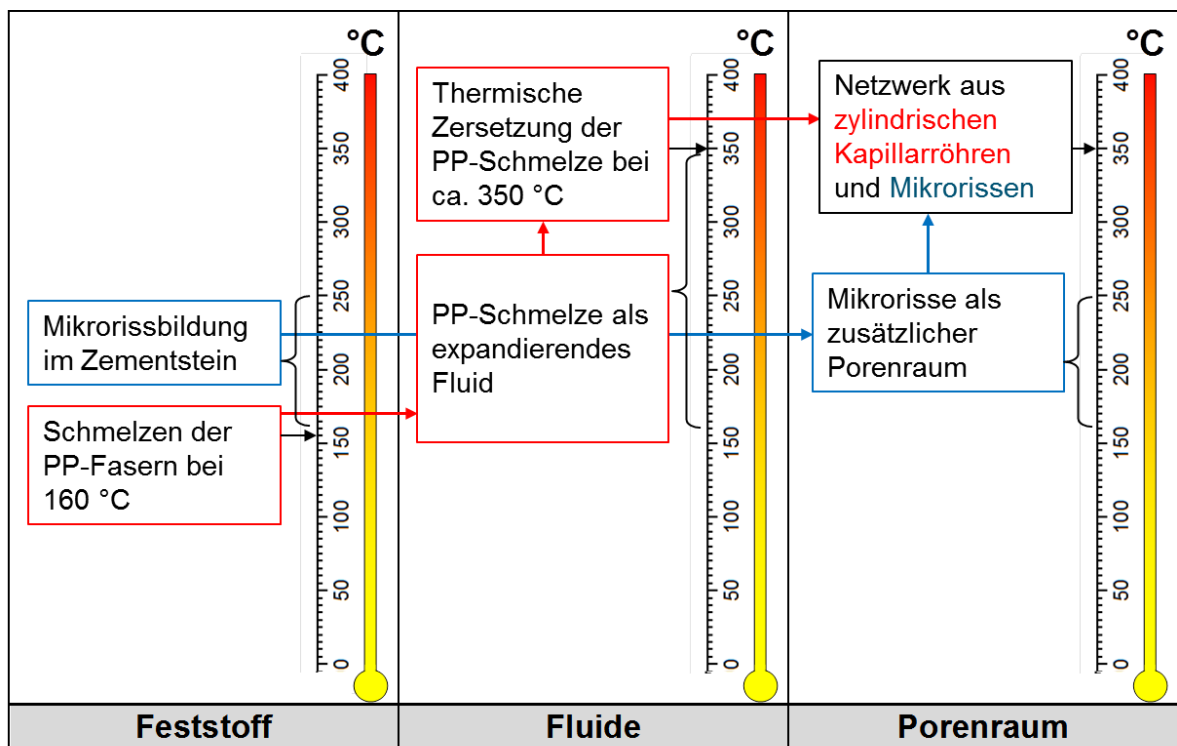 °C
400
350
300
250
200
150
100
50
0
Mikrorissbildung
im Zementstein
Schmelzen der
PP-Fasern bei
160 °C
Feststoff
°C
400
350
300
250
200
150
100
50
0
Thermische
Zersetzung der
PP-Schmelze bei
ca. 350 °C
PP-Schmelze als
expandierendes
Fluid
Fluide
°C
400
350
300
250
200
150
100
50
0
Netzwerk aus
zylindrischen
Kapillarröhren
und Mikrorissen
Mikrorisse als
zusätzlicher
Porenraum
Porenraum